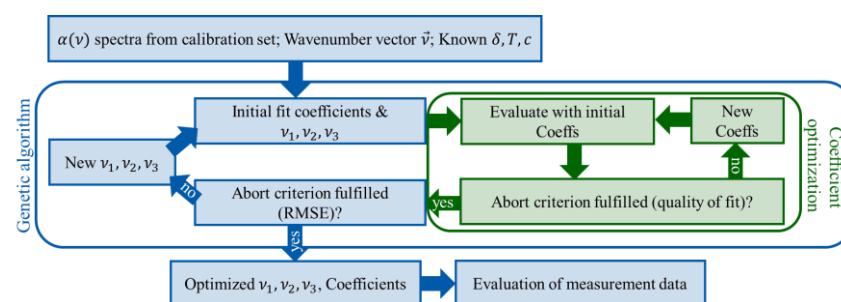 α(ν) spectra from calibration set; Wavenumber vector ν⃗; Known δ, T, c
Genetic algorithm
Initial fit coefficients &
ν₁, ν₂, ν₃
New ν₁, ν₂, ν₃
no
Abort criterion fulfilled
(RMSE)?
yes
Evaluate with initial
Coeffs
New
Coeffs
no
Abort criterion fulfilled (quality of fit)?
yes
Coefficient
optimization
Optimized ν₁, ν₂, ν₃, Coefficients
Evaluation of measurement data